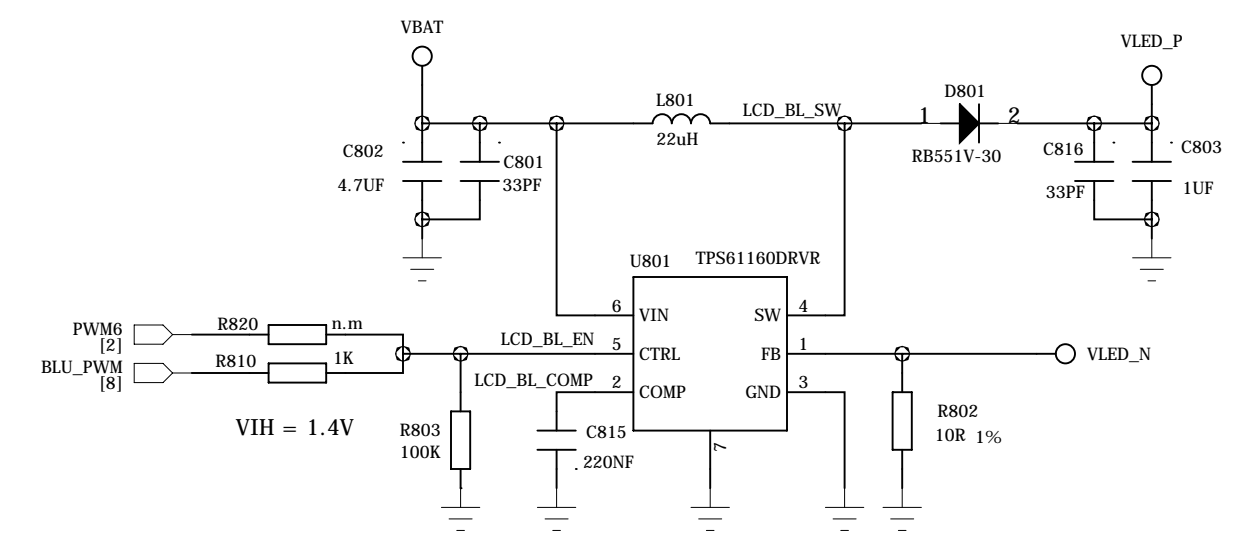 VBAT
VLED_P
L801
LCD_BL_SW
22uH
D801
1
2
RB551V-30
C802
4.7UF
C801
33PF
C816
33PF
C803
1UF
U801
TPS61160DRVR
6
VIN
SW
4
5
CTRL
FB
1
2
COMP
GND
3
7
PWM6
[2]
R820
n.m
BLU_PWM
[8]
R810
1K
LCD_BL_EN
LCD_BL_COMP
VLED_N
VIH = 1.4V
R803
100K
C815
220NF
R802
10R 1%